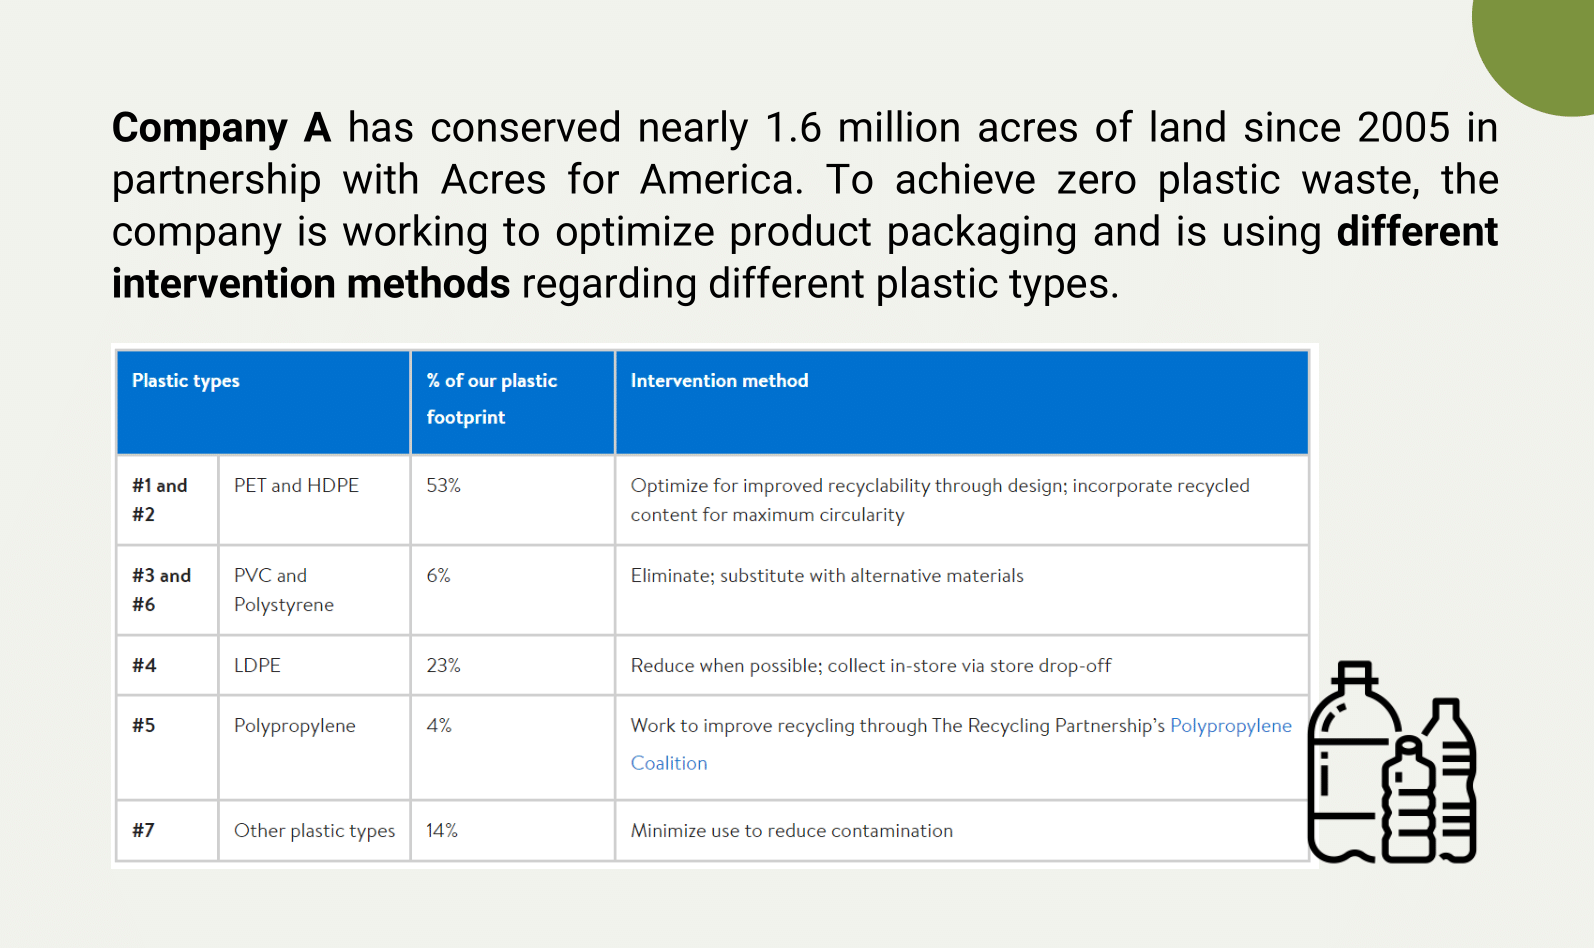 Company A has conserved nearly 1.6 million acres of land since 2005 in
partnership with Acres for America. To achieve zero plastic waste, the
company is working to optimize product packaging and is using different
intervention methods regarding different plastic types.
Plastic types
% of our plastic
footprint
Intervention method
#1 and
#2
PET and HDPE
53%
Optimize for improved recyclability through design; incorporate recycled
content for maximum circularity
#3 and
#6
PVC and
Polystyrene
6%
Eliminate; substitute with alternative materials
#4
LDPE
23%
Reduce when possible; collect in-store via store drop-off
#5
Polypropylene
4%
Work to improve recycling through The Recycling Partnership's Polypropylene
Coalition
#7
Other plastic types
14%
Minimize use to reduce contamination